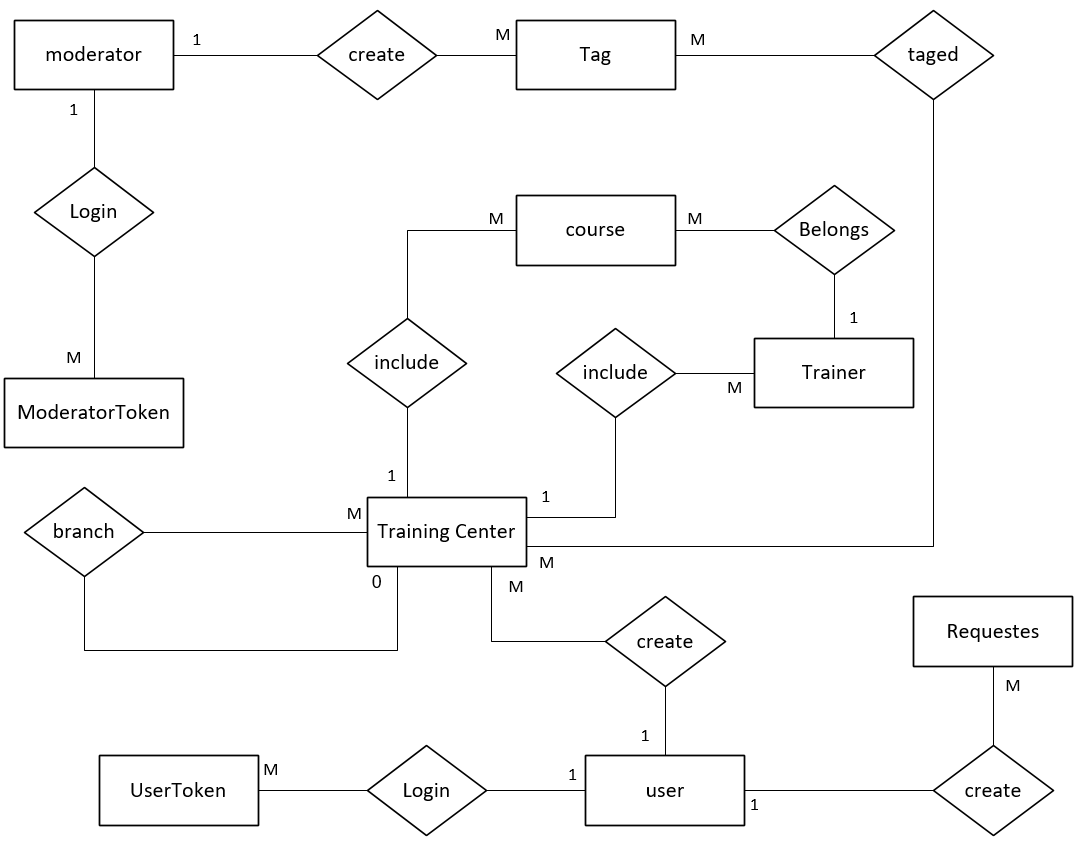 moderator
1
create
M
Tag
M
taged
1
Login
M
course
M
Belongs
1
M
ModeratorToken
include
include
M
Trainer
1
1
branch
M
Training Center
M
0
M
create
Requestes
M
1
UserToken
M
Login
1
user
1
create